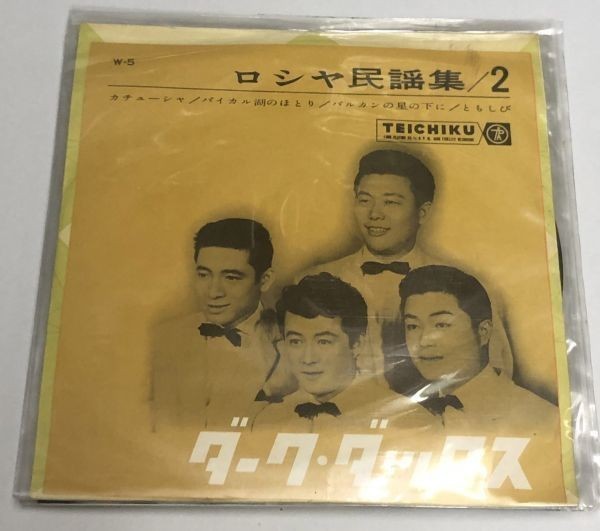 W-5
ロシヤ民謡集/2
カチューシャ/バイカル湖のほとり/バルカンの星の下に/ともしび
TEICHIKU
ダーク・ダックス